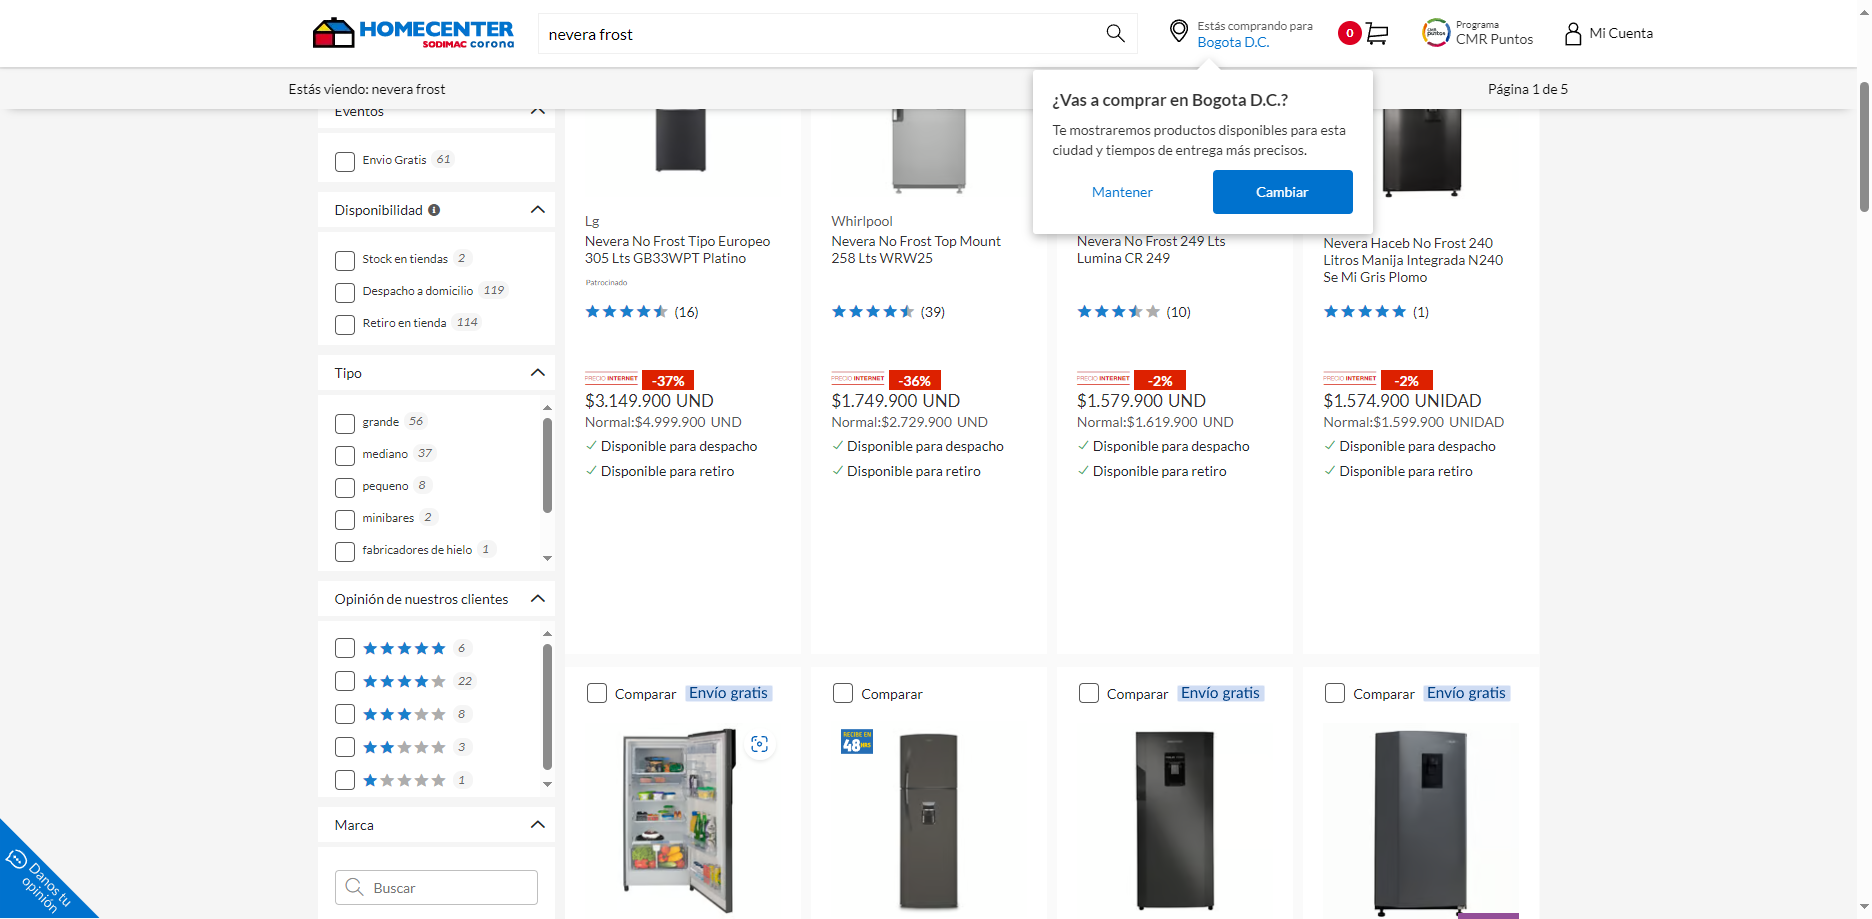 HOMECENTER
SODIMAC corona
nevera frost
Estás comprando para
Bogota D.C.
0
Programa
CMR Puntos
Mi Cuenta
Estás viendo: nevera frost
Página 1 de 5
¿Vas a comprar en Bogota D.C.?
Te mostraremos productos disponibles para esta
ciudad y tiempos de entrega más precisos.
Mantener
Cambiar
Eventos
Envio Gratis 61
Disponibilidad
Stock en tiendas 2
Despacho a domicilio 119
Retiro en tienda 114
Tipo
grande 56
mediano 37
pequeno 8
minibares 2
fabricadores de hielo 1
Opinión de nuestros clientes
6
22
8
3
1
Marca
Buscar
Danos tu
opinión
Lg
Nevera No Frost Tipo Europeo
305 Lts GB33WPT Platino
Patrocinado
(16)
PRECIO INTERNET -37%
$3.149.900 UND
Normal:$4.999.900 UND
Disponible para despacho
Disponible para retiro
Whirlpool
Nevera No Frost Top Mount
258 Lts WRW25
(39)
PRECIO INTERNET -36%
$1.749.900 UND
Normal:$2.729.900 UND
Disponible para despacho
Disponible para retiro
Nevera No Frost 249 Lts
Lumina CR 249
(10)
PRECIO INTERNET -2%
$1.579.900 UND
Normal:$1.619.900 UND
Disponible para despacho
Disponible para retiro
Nevera Haceb No Frost 240
Litros Manija Integrada N240
Se Mi Gris Plomo
(1)
PRECIO INTERNET -2%
$1.574.900 UNIDAD
Normal:$1.599.900 UNIDAD
Disponible para despacho
Disponible para retiro
Comparar Envío gratis
Comparar
RECIBE EN
48 HRS
Comparar Envío gratis
Comparar Envío gratis